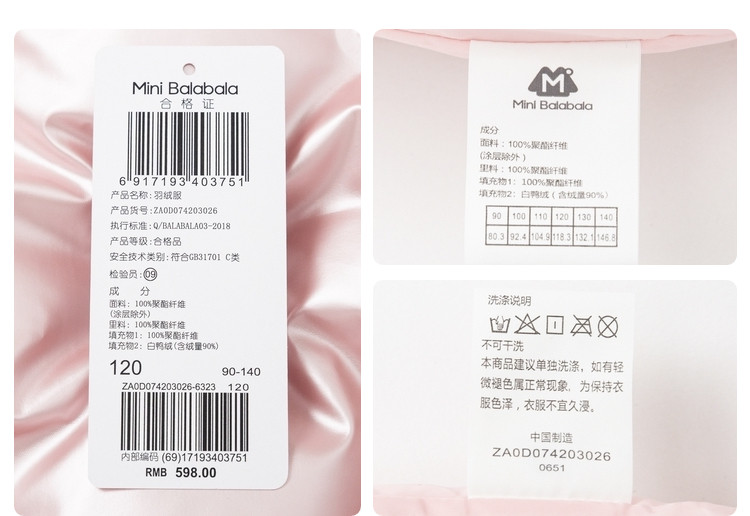 Mini Balabala
合格证
6 917193 403751
产品名称: 羽绒服
产品货号: ZA0D074203026
执行标准: Q/BALABALA03-2018
产品等级: 合格品
安全技术类别: 符合GB31701 C类
检验员: 09
成 分
面料: 100%聚酯纤维
(涂层除外)
里料: 100%聚酯纤维
填充物1: 100%聚酯纤维
填充物2: 白鸭绒(含绒量90%)
120 90-140
ZA0D074203026-6323 120
内部编码 (69)17193403751
RMB 598.00
M
Mini Balabala
成分
面料：100%聚酯纤维
(涂层除外)
里料：100%聚酯纤维
填充物1：100%聚酯纤维
填充物2：白鸭绒（含绒量90%）
90 100 110 120 130 140
80.3 92.4 104.9 118.3 132.1 146.8
洗涤说明
不可干洗
本商品建议单独洗涤，如有轻
微褪色属正常现象，为保持衣
服色泽，衣服不宜久浸。
中国制造
ZA0D074203026
0651